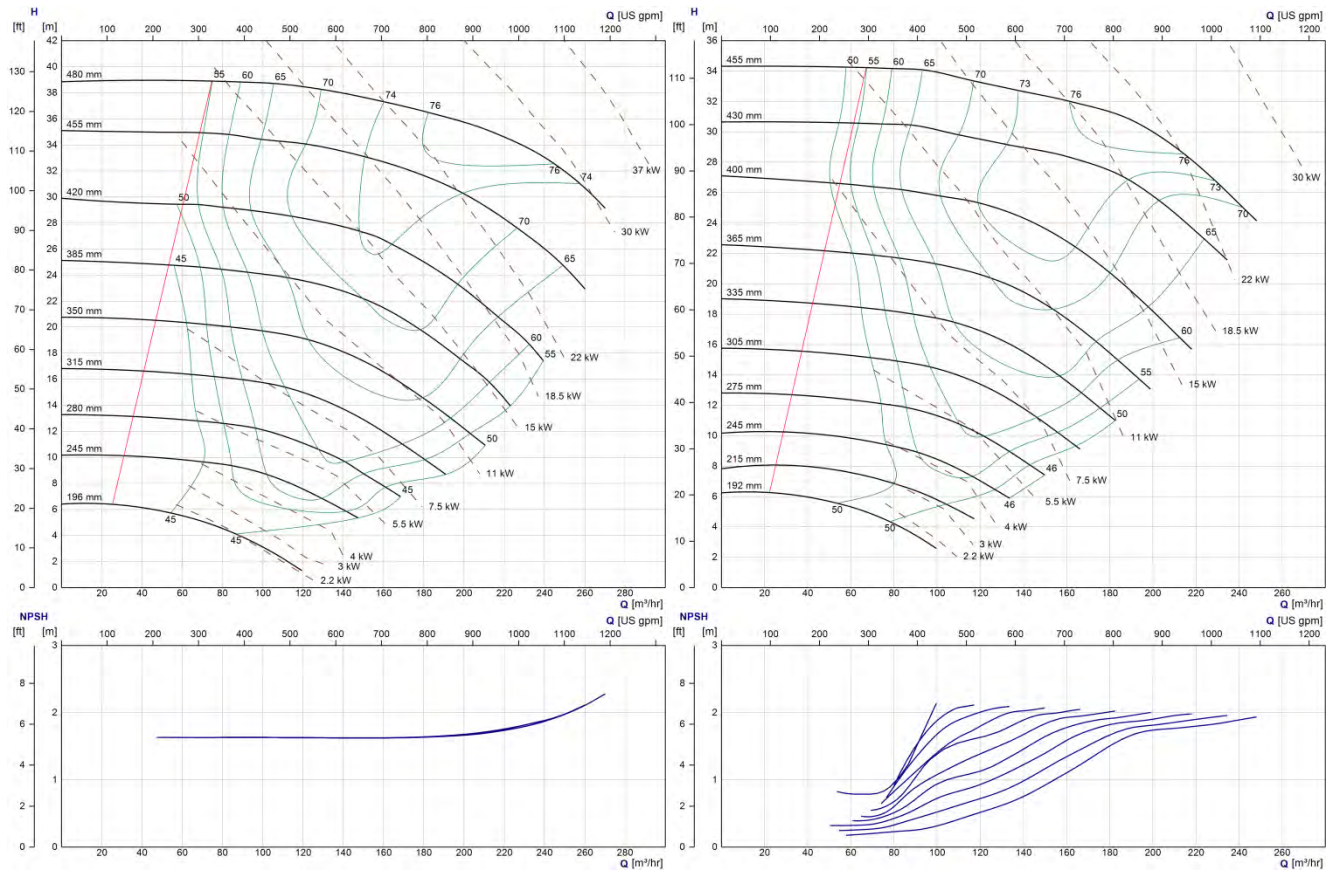 H Q [US gpm]
[ft] [m] 100 200 300 400 500 600 700 800 900 1000 1100 1200
42
130 40
480 mm 55 60 65 70 74 76
38
120
36
455 mm
110 34
32 37 kW
100 76 74
420 mm 30 30 kW
50
90 28
70
26
385 mm 80 45 65
24
22
70
350 mm 20
60
60 18 22 kW
55
315 mm 50 16
18.5 kW
14
280 mm 40 15 kW
12
50
245 mm 30 10 11 kW
8
45 7.5 kW
196 mm 20 6
45 5.5 kW
4 45
10 4 kW
2 3 kW
2.2 kW
0 0
20 40 60 80 100 120 140 160 180 200 220 240 260 280
Q [m³/hr]
NPSH Q [US gpm]
[ft] [m] 100 200 300 400 500 600 700 800 900 1000 1100 1200
3
8
6 2
4
1
2
0 0
20 40 60 80 100 120 140 160 180 200 220 240 260 280
Q [m³/hr]
H Q [US gpm]
[ft] [m] 100 200 300 400 500 600 700 800 900 1000 1100 1200
36
455 mm 50 55 60 65 70 73 76
34
110
32
430 mm 100 30
76
28 30 kW
400 mm 90 73
26
70
80 24
65
365 mm 22 22 kW
70
20
335 mm 18.5 kW
60 18
60
305 mm 16
50 15 kW
14 55
275 mm
40 12
50
245 mm 11 kW
10
30
215 mm 8 46 7.5 kW
192 mm 20 6 5.5 kW
50 46
50 4 4 kW
10 3 kW
2 2.2 kW
0 0
20 40 60 80 100 120 140 160 180 200 220 240 260
Q [m³/hr]
NPSH Q [US gpm]
[ft] [m] 100 200 300 400 500 600 700 800 900 1000 1100 1200
3
8
6 2
4
1
2
0 0
20 40 60 80 100 120 140 160 180 200 220 240 260
Q [m³/hr]